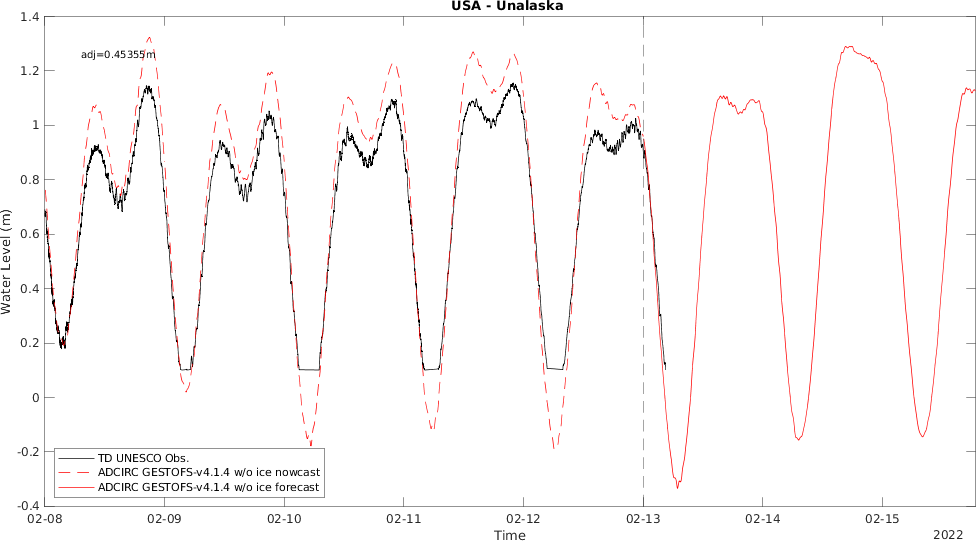 USA - Unalaska
adj=0.45355m
1.4
1.2
1
0.8
0.6
0.4
0.2
0
-0.2
-0.4
Water Level (m)
TD UNESCO Obs.
ADCIRC GESTOFS-v4.1.4 w/o ice nowcast
ADCIRC GESTOFS-v4.1.4 w/o ice forecast
02-08 02-09 02-10 02-11 02-12 02-13 02-14 02-15
Time
2022